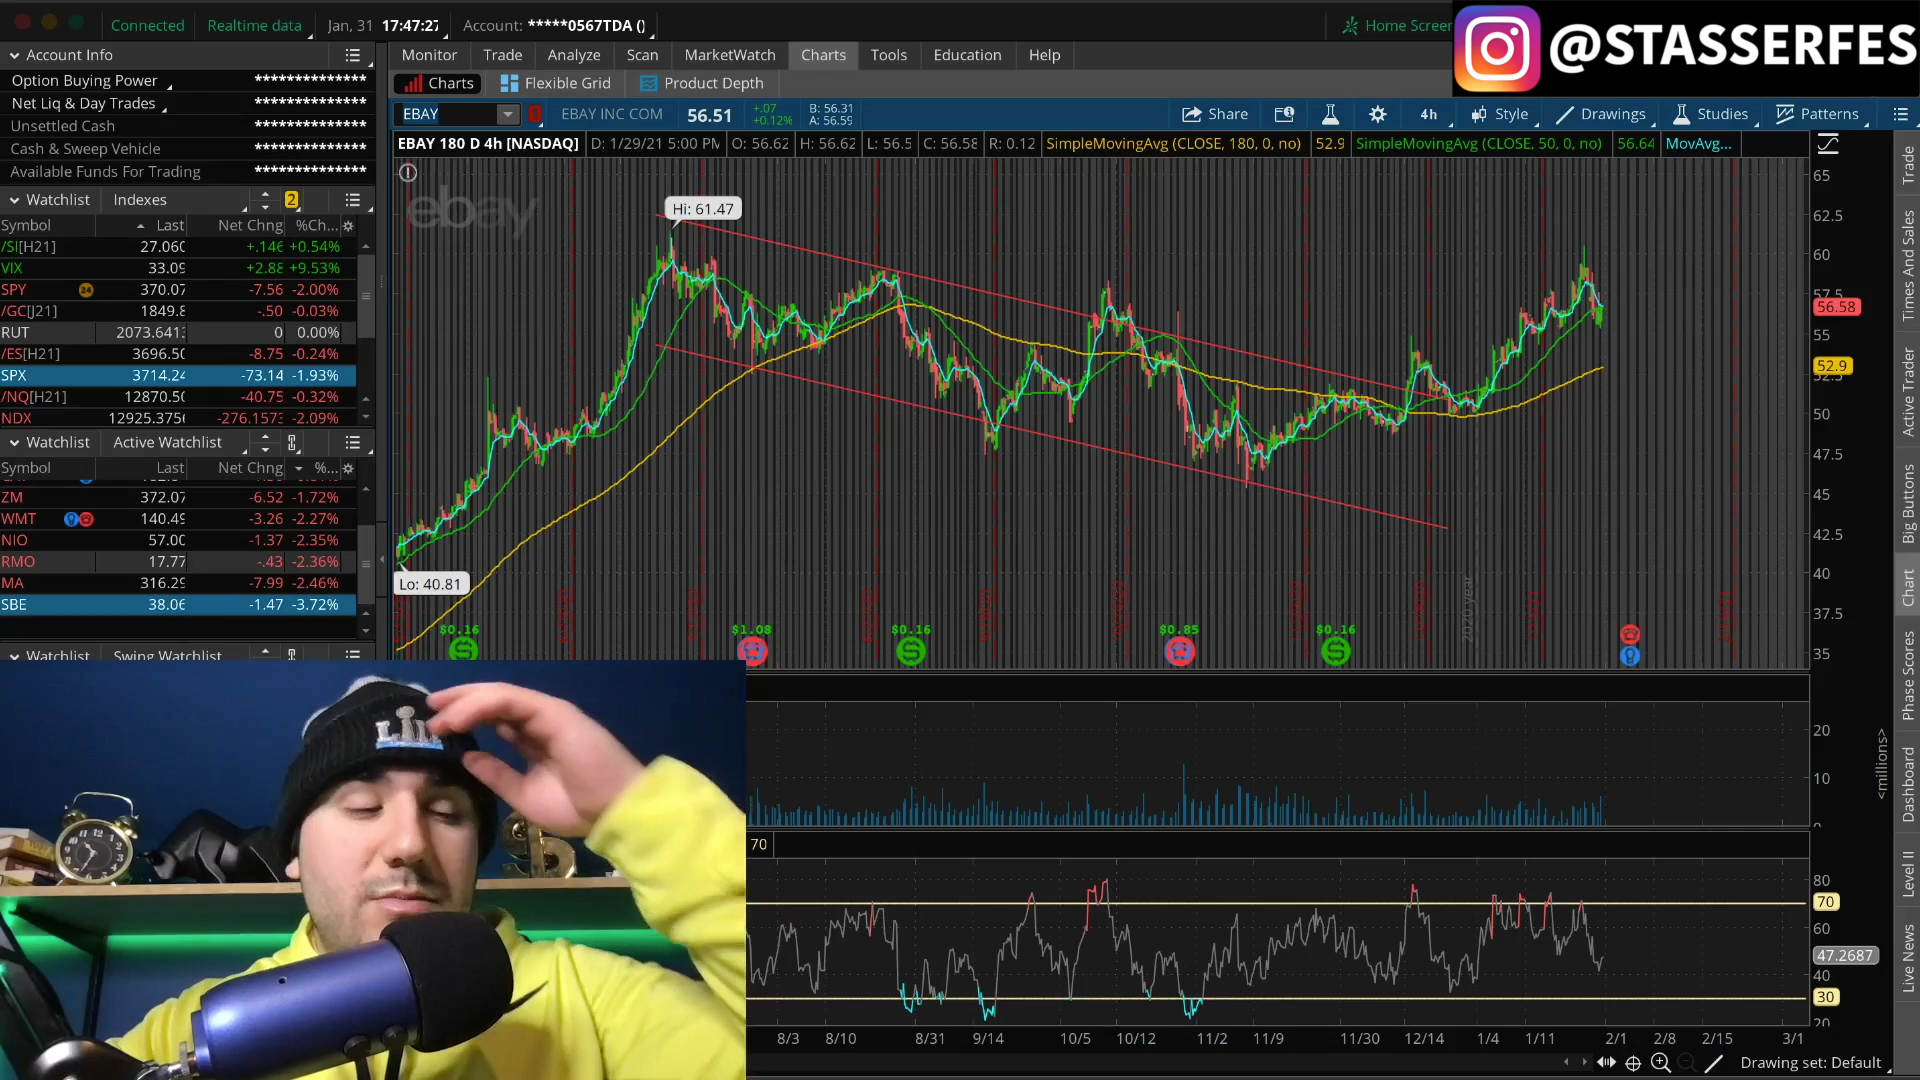 Connected
Realtime data
Jan, 31 17:47:27
Account: *****0567TDA ()
Home Screen
@STASSERFES
Account Info
Option Buying Power **************
Net Liq & Day Trades **************
Unsettled Cash **************
Cash & Sweep Vehicle **************
Available Funds For Trading **************
Watchlist Indexes 2
Symbol Last Net Chng %Ch...
/SI[H21] 27.060 +.146 +0.54%
VIX 33.09 +2.88 +9.53%
SPY 24 370.07 -7.56 -2.00%
/GC[J21] 1849.8 -.50 -0.03%
RUT 2073.6413 0 0.00%
/ES[H21] 3696.50 -8.75 -0.24%
SPX 3714.24 -73.14 -1.93%
/NQ[H21] 12870.50 -40.75 -0.32%
NDX 12925.3756 -276.1573 -2.09%
Watchlist Active Watchlist
Symbol Last Net Chng %...
ZM 372.07 -6.52 -1.72%
WMT 140.49 -3.26 -2.27%
NIO 57.00 -1.37 -2.35%
RMO 17.77 -.43 -2.36%
MA 316.29 -7.99 -2.46%
SBE 38.06 -1.47 -3.72%
Watchlist Swing Watchlist
Monitor Trade Analyze Scan MarketWatch Charts Tools Education Help
Charts Flexible Grid Product Depth
EBAY EBAY INC COM 56.51 +.07 +0.12% B: 56.31 A: 56.59 Share 4h Style Drawings Studies Patterns
EBAY 180 D 4h [NASDAQ] D: 1/29/21 5:00 PM O: 56.62 H: 56.62 L: 56.5 C: 56.58 R: 0.12 SimpleMovingAvg (CLOSE, 180, 0, no) 52.9 SimpleMovingAvg (CLOSE, 50, 0, no) 56.64 MovAvg...
ebay
Hi: 61.47
Lo: 40.81
65
62.5
60
57.5
56.58
55
52.9
52.5
50
47.5
45
42.5
40
37.5
35
2020 year
$0.16 $1.08 $0.16 $0.85 $0.16
20
10
0
<millions>
70
80
70
60
47.2687
40
30
20
8/3 8/10 8/31 9/14 10/5 10/12 11/2 11/9 11/30 12/14 1/4 1/11 2/1 2/8 2/15 3/1
Drawing set: Default
Trade
Times And Sales
Active Trader
Big Buttons
Chart
Phase Scores
Dashboard
Level II
Live News